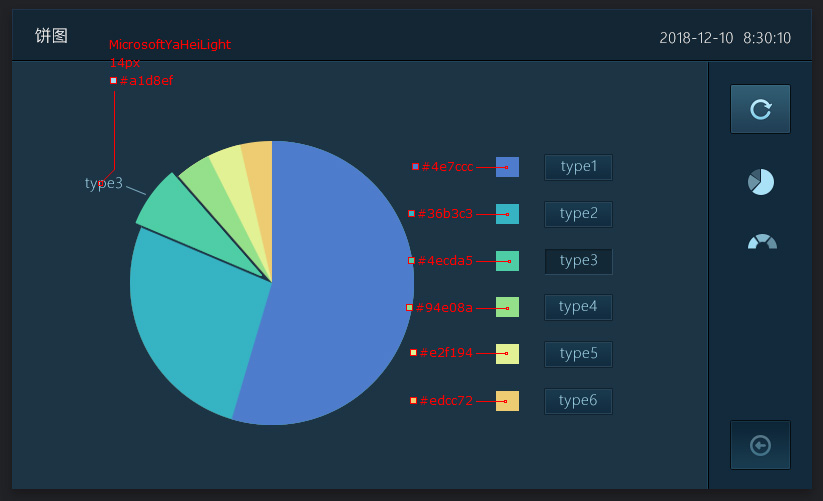 饼图
MicrosoftYaHeiLight
14px
#a1d8ef
2018-12-10 8:30:10
type3
#4e7ccc
type1
#36b3c3
type2
#4ecda5
type3
#94e08a
type4
#e2f194
type5
#edcc72
type6